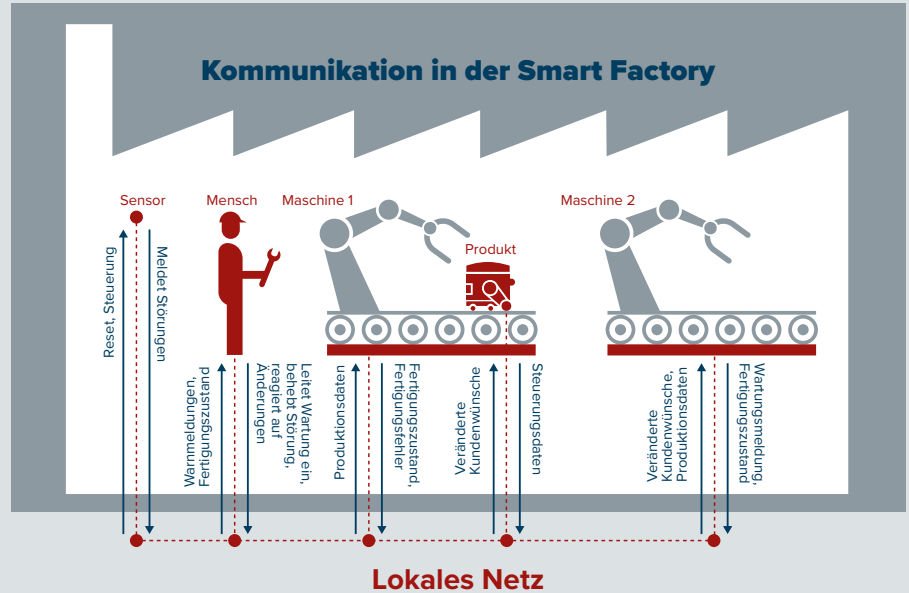 Kommunikation in der Smart Factory
Sensor
Mensch
Maschine 1
Produkt
Maschine 2
Reset, Steuerung
Meldet Störungen
Warnmeldungen,
Fertigungszustand
Leitet Wartung ein,
behebt Störung,
reagiert auf
Änderungen
Produktionsdaten
Fertigungszustand,
Fertigungsfehler
Veränderte
Kundenwünsche
Steuerungsdaten
Veränderte
Kundenwünsche,
Produktionsdaten
Wartungsmeldung,
Fertigungszustand
Lokales Netz